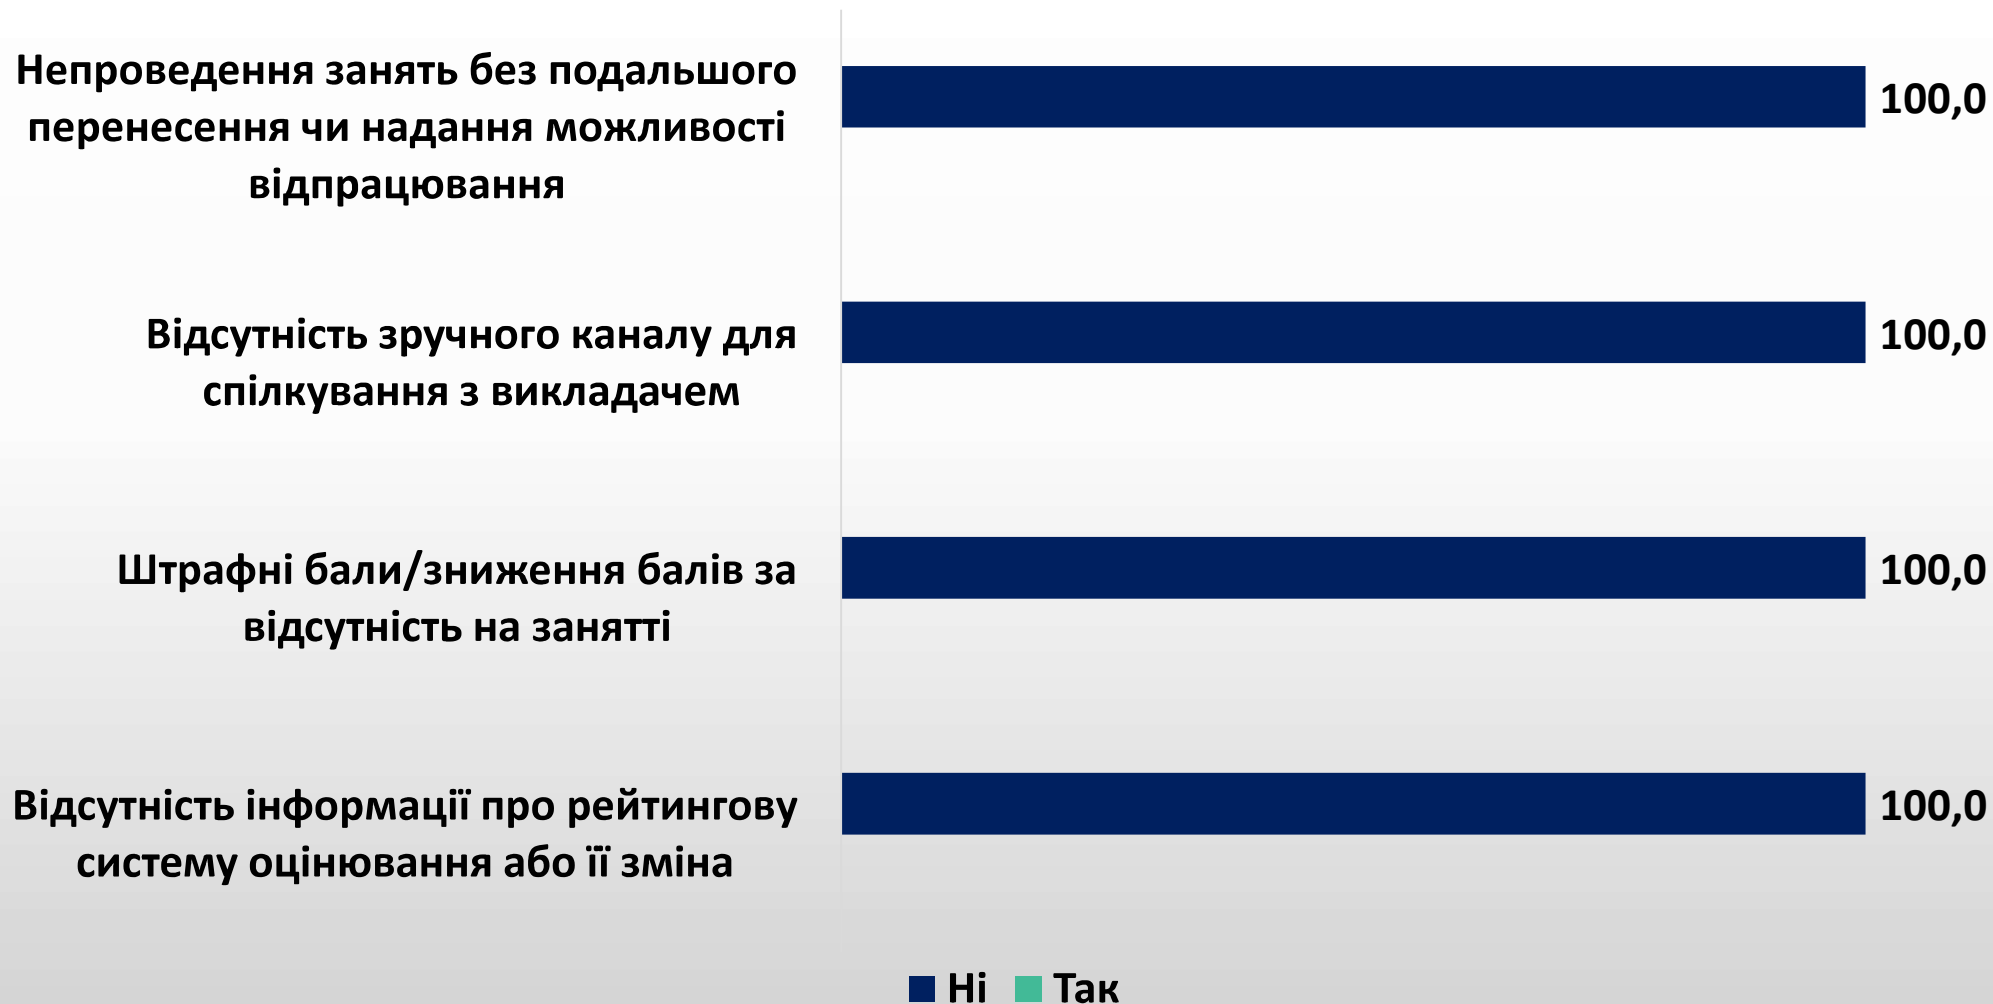 Непроведення занять без подальшого
перенесення чи надання можливості
відпрацювання
100,0
Відсутність зручного каналу для
спілкування з викладачем
100,0
Штрафні бали/зниження балів за
відсутність на занятті
100,0
Відсутність інформації про рейтингову
систему оцінювання або її зміна
100,0
Ні Так